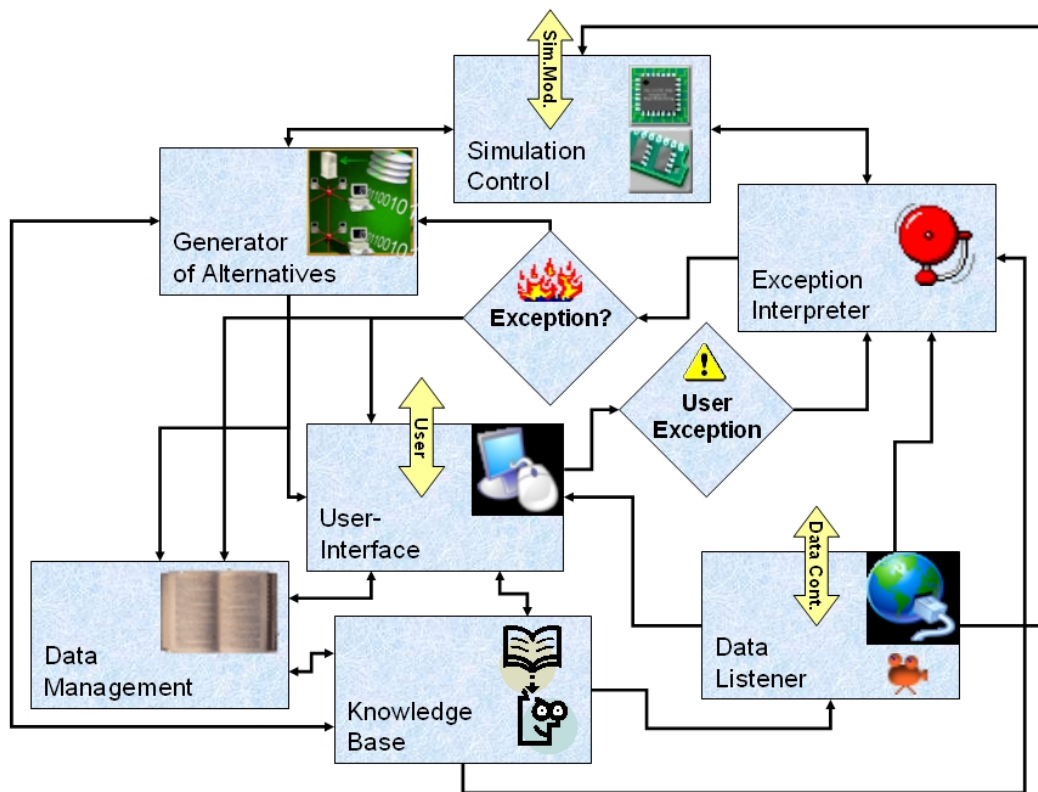 Sim.Mod.
Simulation
Control
Generator
of Alternatives
Exception
Interpreter
Exception?
User
Exception
User
User-
Interface
Data Cont.
Data
Listener
Data
Management
Knowledge
Base